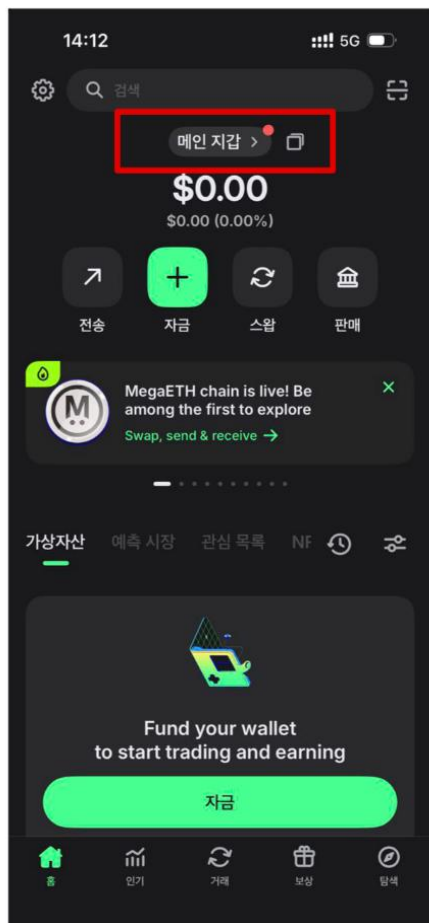 14:12
5G
검색
메인 지갑 >
$0.00
$0.00 (0.00%)
전송 자금 스왑 판매
M
MegaETH chain is live! Be
among the first to explore
Swap, send & receive →
가상자산 예측 시장 관심 목록 NF
Fund your wallet
to start trading and earning
자금
홈 인기 거래 보상 탐색